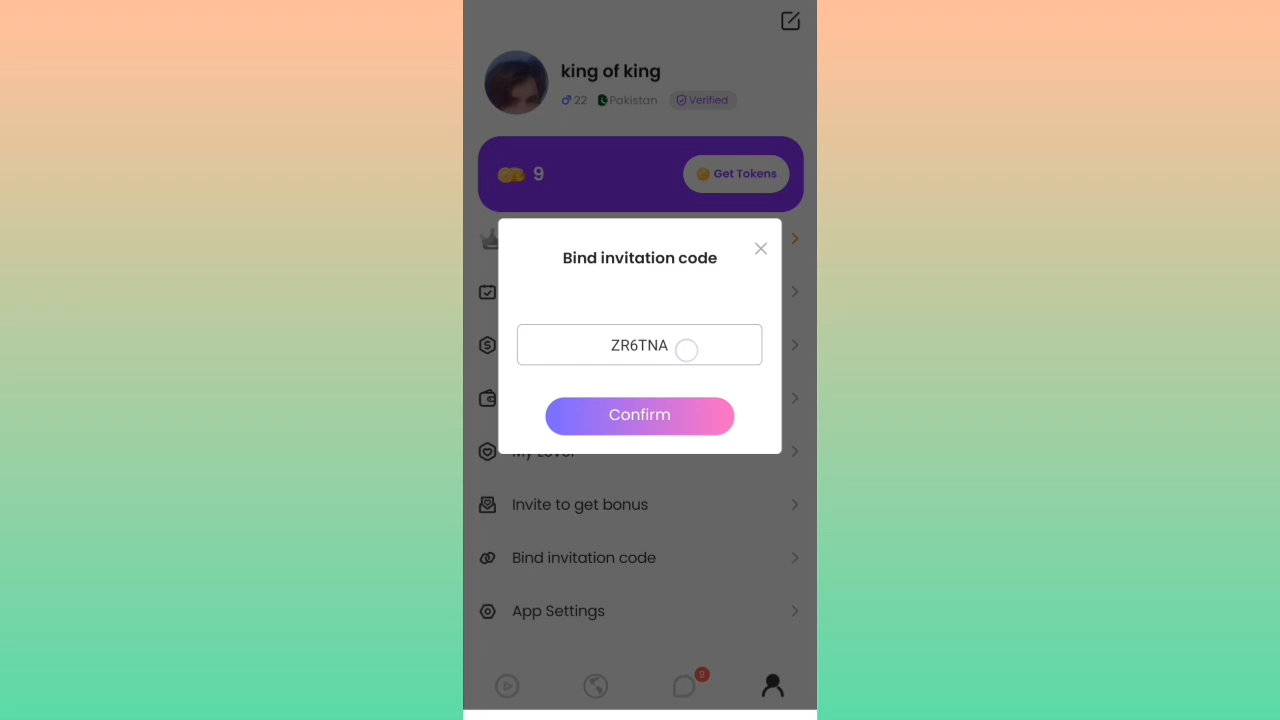 king of king
22 Pakistan Verified
9 Get Tokens
Bind invitation code
ZR6TNA
Confirm
Invite to get bonus
Bind invitation code
App Settings
9